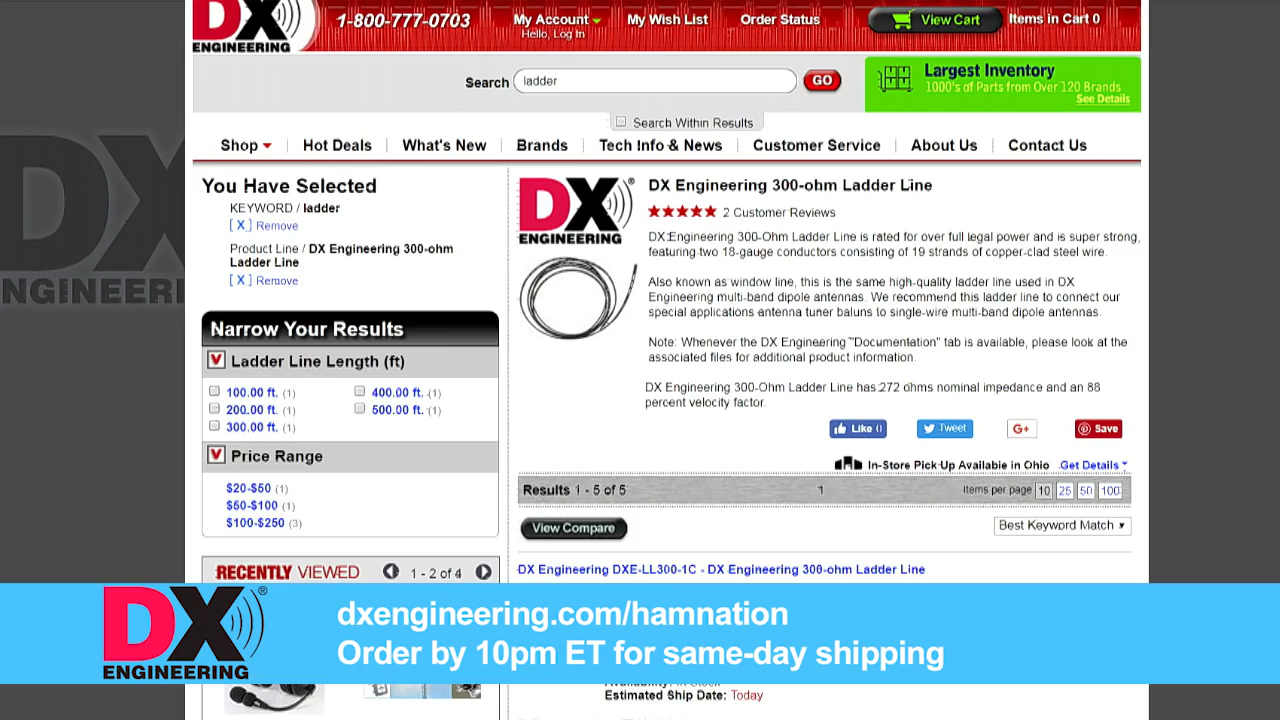 DX ENGINEERING
1-800-777-0703
My Account
Hello, Log In
My Wish List
Order Status
View Cart
Items in Cart 0
Search
ladder
GO
Search Within Results
Largest Inventory
1000's of Parts from Over 120 Brands
See Details
Shop
Hot Deals
What's New
Brands
Tech Info & News
Customer Service
About Us
Contact Us
DX
ENGINEERI
You Have Selected
KEYWORD / ladder
[ X ] Remove
Product Line / DX Engineering 300-ohm
Ladder Line
[ X ] Remove
Narrow Your Results
Ladder Line Length (ft)
100.00 ft. (1)
400.00 ft. (1)
200.00 ft. (1)
500.00 ft. (1)
300.00 ft. (1)
Price Range
$20-$50 (1)
$50-$100 (1)
$100-$250 (3)
RECENTLY VIEWED
1 - 2 of 4
DX ®
ENGINEERING
DX Engineering 300-ohm Ladder Line
2 Customer Reviews
DX Engineering 300-Ohm Ladder Line is rated for over full legal power and is super strong,
featuring two 18-gauge conductors consisting of 19 strands of copper-clad steel wire.
Also known as window line, this is the same high-quality ladder line used in DX
Engineering multi-band dipole antennas. We recommend this ladder line to connect our
special applications antenna tuner baluns to single-wire multi-band dipole antennas.
Note: Whenever the DX Engineering "Documentation" tab is available, please look at the
associated files for additional product information.
DX Engineering 300-Ohm Ladder Line has 272 ohms nominal impedance and an 88
percent velocity factor.
Like 0
Tweet
G+
Save
In-Store Pick-Up Available in Ohio
Get Details
Results 1 - 5 of 5
1
Items per page 10 25 50 100
View Compare
Best Keyword Match
DX Engineering DXE-LL300-1C - DX Engineering 300-ohm Ladder Line
DX ®
ENGINEERING
dxengineering.com/hamnation
Order by 10pm ET for same-day shipping
Availability: In Stock
Estimated Ship Date: Today